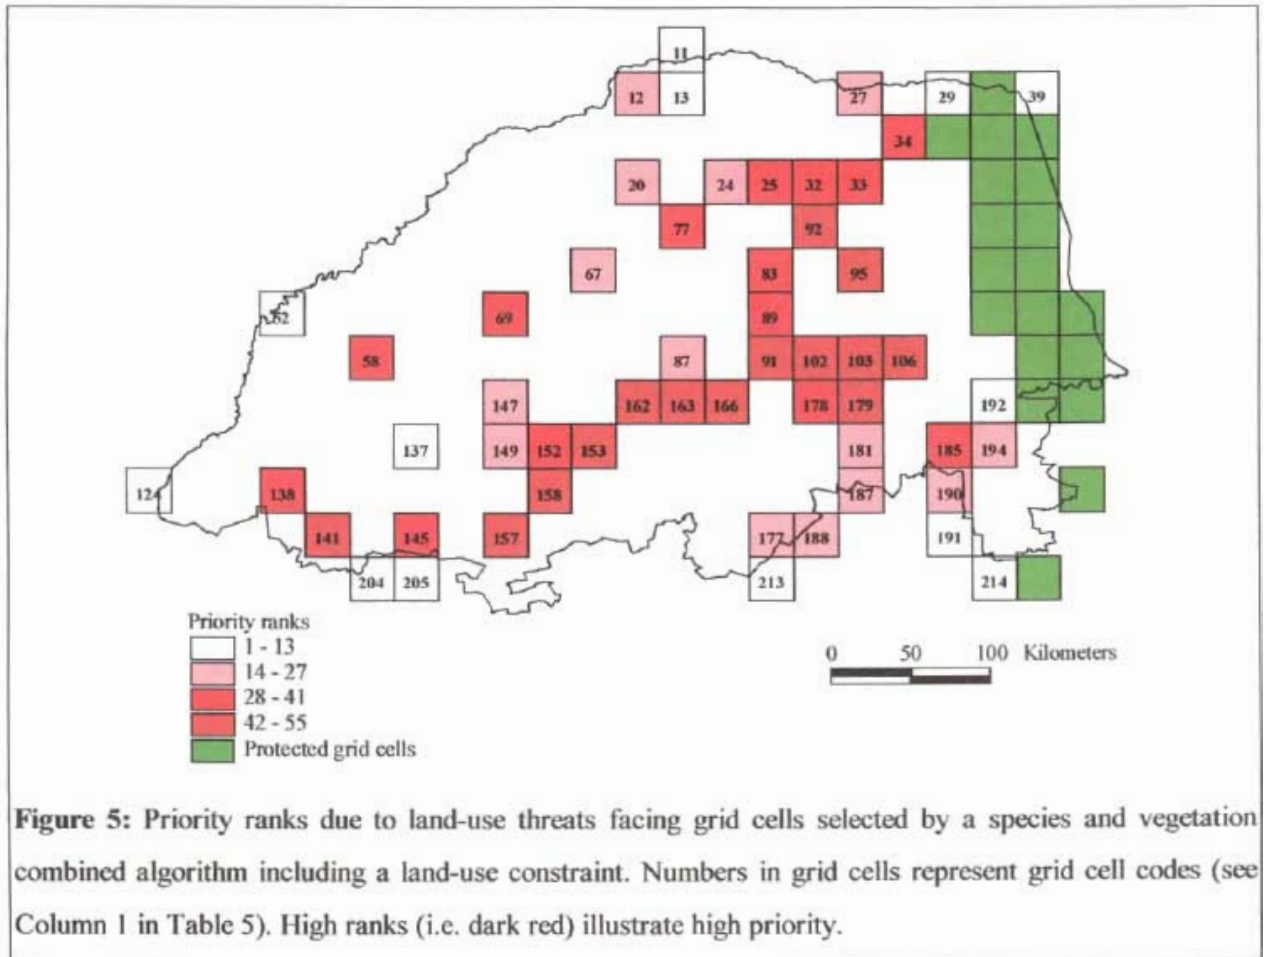 11
12 13 27 29 39
34
20 24 25 32 33
77 92
67 83 95
52 69 89
58 87 91 102 103 106
147 162 163 166 178 179 192
137 149 152 153 181 185 194
124 138 158 187 190
141 145 157 177 188 191
204 205 213 214
Priority ranks
1 - 13
14 - 27
28 - 41
42 - 55
Protected grid cells
0 50 100 Kilometers
Figure 5: Priority ranks due to land-use threats facing grid cells selected by a species and vegetation
combined algorithm including a land-use constraint. Numbers in grid cells represent grid cell codes (see
Column 1 in Table 5). High ranks (i.e. dark red) illustrate high priority.